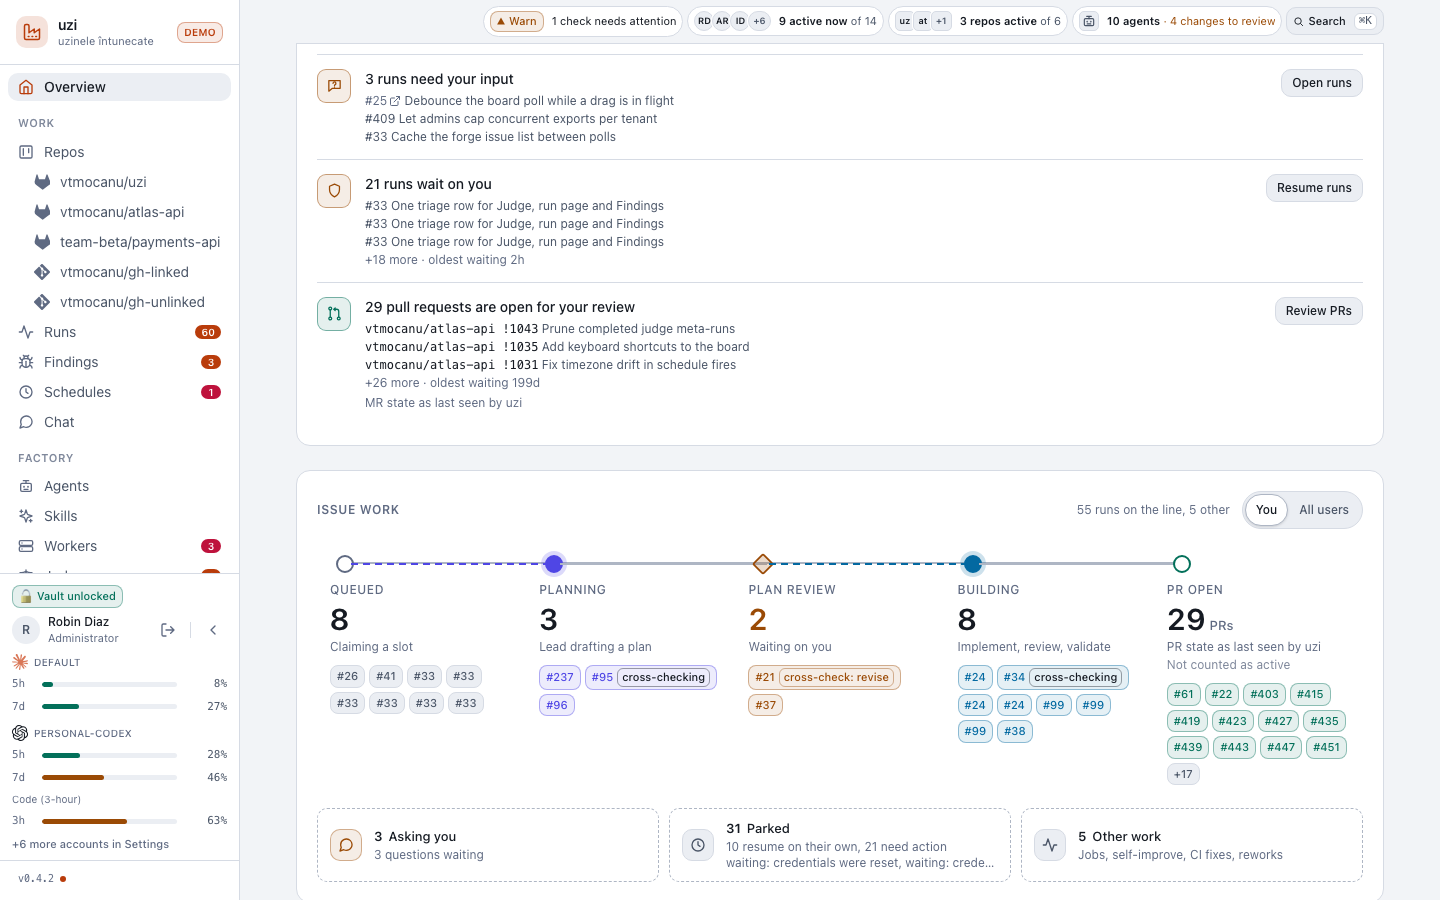 uzi
uzinele întunecate
DEMO
Warn
1 check needs attention
RD AR ID +6 9 active now of 14
uz at +1 3 repos active of 6
10 agents · 4 changes to review
Search ⌘K
Overview
WORK
Repos
vtmocanu/uzi
vtmocanu/atlas-api
team-beta/payments-api
vtmocanu/gh-linked
vtmocanu/gh-unlinked
Runs 60
Findings 3
Schedules 1
Chat
FACTORY
Agents
Skills
Workers 3
Vault unlocked
R
Robin Diaz
Administrator
DEFAULT
5h 8%
7d 27%
PERSONAL-CODEX
5h 28%
7d 46%
Code (3-hour)
3h 63%
+6 more accounts in Settings
v0.4.2
3 runs need your input
Open runs
#25 Debounce the board poll while a drag is in flight
#409 Let admins cap concurrent exports per tenant
#33 Cache the forge issue list between polls
21 runs wait on you
Resume runs
#33 One triage row for Judge, run page and Findings
#33 One triage row for Judge, run page and Findings
#33 One triage row for Judge, run page and Findings
+18 more · oldest waiting 2h
29 pull requests are open for your review
Review PRs
vtmocanu/atlas-api !1043 Prune completed judge meta-runs
vtmocanu/atlas-api !1035 Add keyboard shortcuts to the board
vtmocanu/atlas-api !1031 Fix timezone drift in schedule fires
+26 more · oldest waiting 199d
MR state as last seen by uzi
ISSUE WORK
55 runs on the line, 5 other
You
All users
QUEUED
8
Claiming a slot
#26 #41 #33 #33
#33 #33 #33 #33
PLANNING
3
Lead drafting a plan
#237 #95 cross-checking
#96
PLAN REVIEW
2
Waiting on you
#21 cross-check: revise
#37
BUILDING
8
Implement, review, validate
#24 #34 cross-checking
#24 #24 #99 #99
#99 #38
PR OPEN
29 PRs
PR state as last seen by uzi
Not counted as active
#61 #22 #403 #415
#419 #423 #427 #435
#439 #443 #447 #451
+17
3 Asking you
3 questions waiting
31 Parked
10 resume on their own, 21 need action
waiting: credentials were reset, waiting: crede...
5 Other work
Jobs, self-improve, CI fixes, reworks